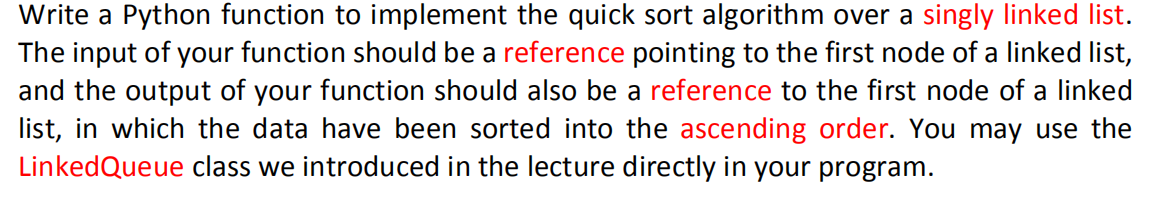 Write a Python function to implement the quick sort algorithm over a singly linked list.
The input of your function should be a reference pointing to the first node of a linked list,
and the output of your function should also be a reference to the first node of a linked
list, in which the data have been sorted into the ascending order. You may use the
LinkedQueue class we introduced in the lecture directly in your program.